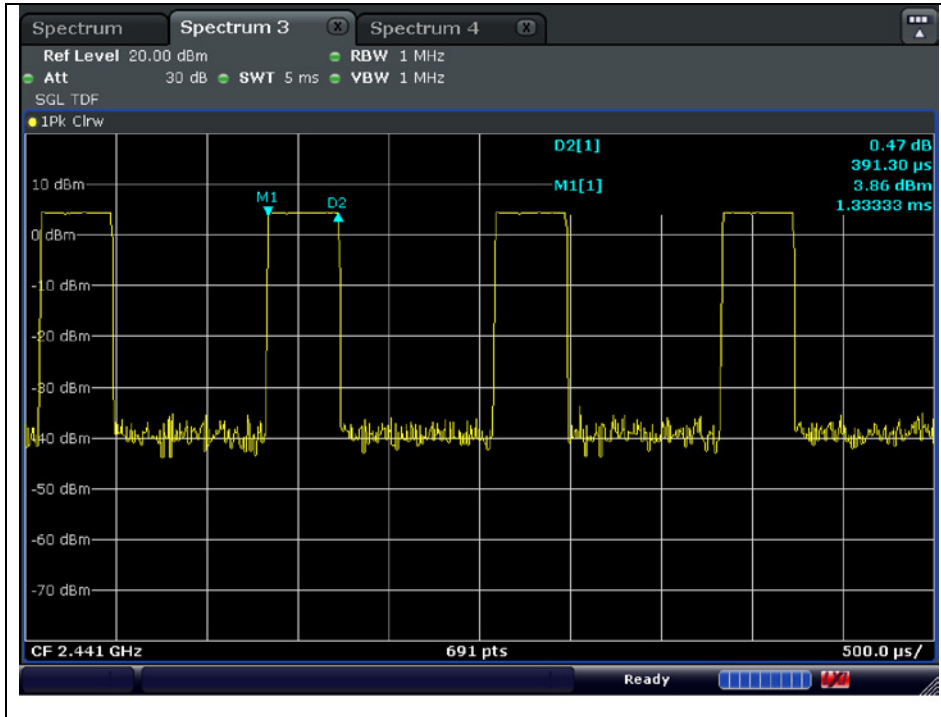 Spectrum Spectrum 3 X Spectrum 4 X
Ref Level 20.00 dBm RBW 1 MHz
Att 30 dB SWT 5 ms VBW 1 MHz
SGL TDF
1Pk Clrw
D2[1] 0.47 dB
391.30 µs
10 dBm M1[1] 3.86 dBm
1.33333 ms
M1 D2
0 dBm
-10 dBm
-20 dBm
-30 dBm
-40 dBm
-50 dBm
-60 dBm
-70 dBm
CF 2.441 GHz 691 pts 500.0 µs/
Ready